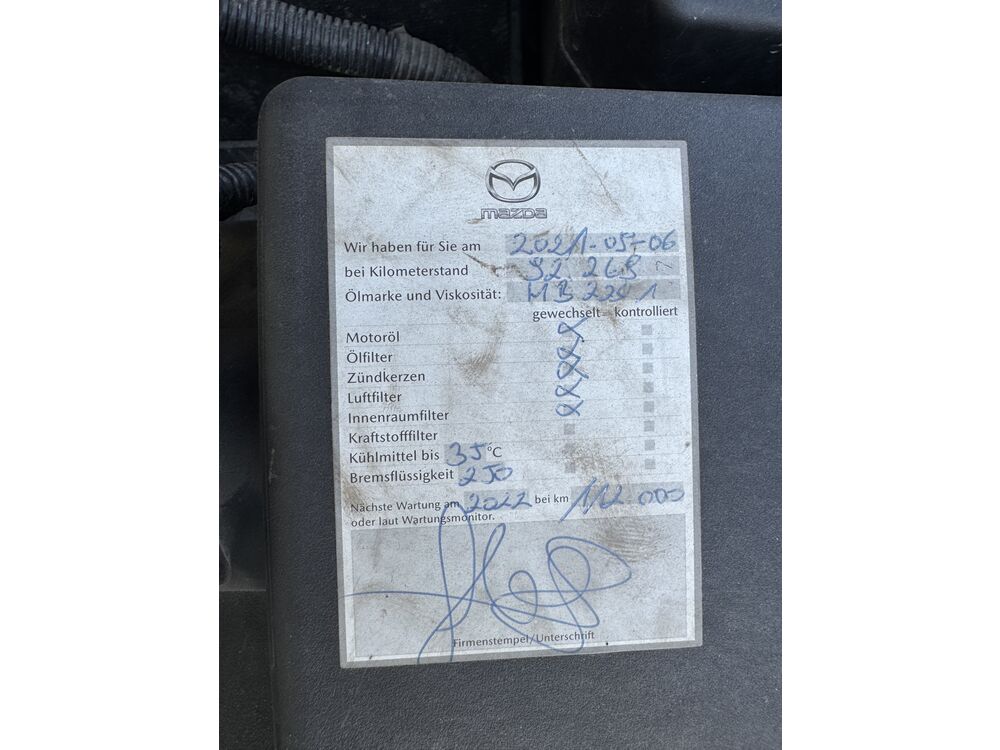 mazda
Wir haben für Sie am 2021-05-06
bei Kilometerstand 92 269
Ölmarke und Viskosität: MB 229 1
gewechselt kontrolliert
Motoröl X
Ölfilter X
Zündkerzen X
Luftfilter X
Innenraumfilter X
Kraftstofffilter
Kühlmittel bis 35 °C
Bremsflüssigkeit 250
Nächste Wartung am 2022 bei km 112 000
oder laut Wartungsmonitor.
Firmenstempel/Unterschrift